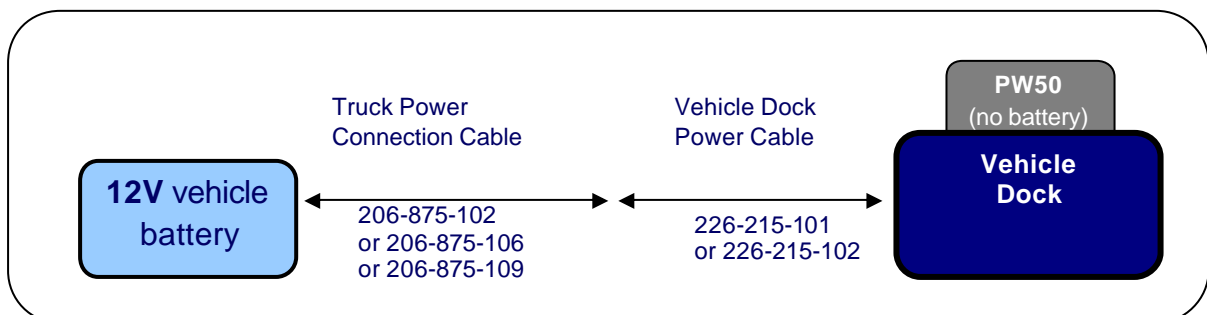 12V vehicle
battery
Truck Power
Connection Cable
206-875-102
or 206-875-106
or 206-875-109
Vehicle Dock
Power Cable
226-215-101
or 226-215-102
PW50
(no battery)
Vehicle
Dock